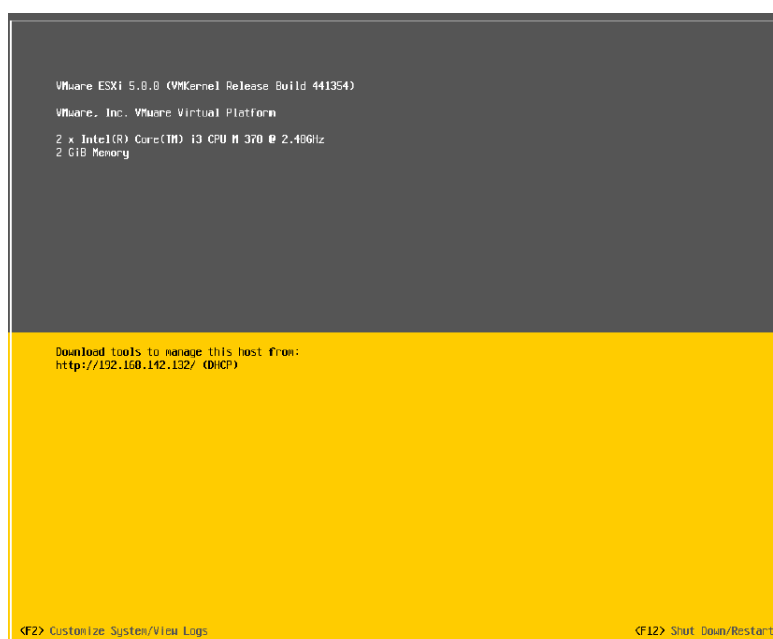 VMware ESXi 5.0.0 (VMKernel Release Build 441354)
VMware, Inc. VMware Virtual Platform
2 x Intel(R) Core(TM) i3 CPU M 370 @ 2.40GHz
2 GiB Memory
Download tools to manage this host from:
http://192.168.142.132/ (DHCP)
<F2> Customize System/View Logs
<F12> Shut Down/Restart